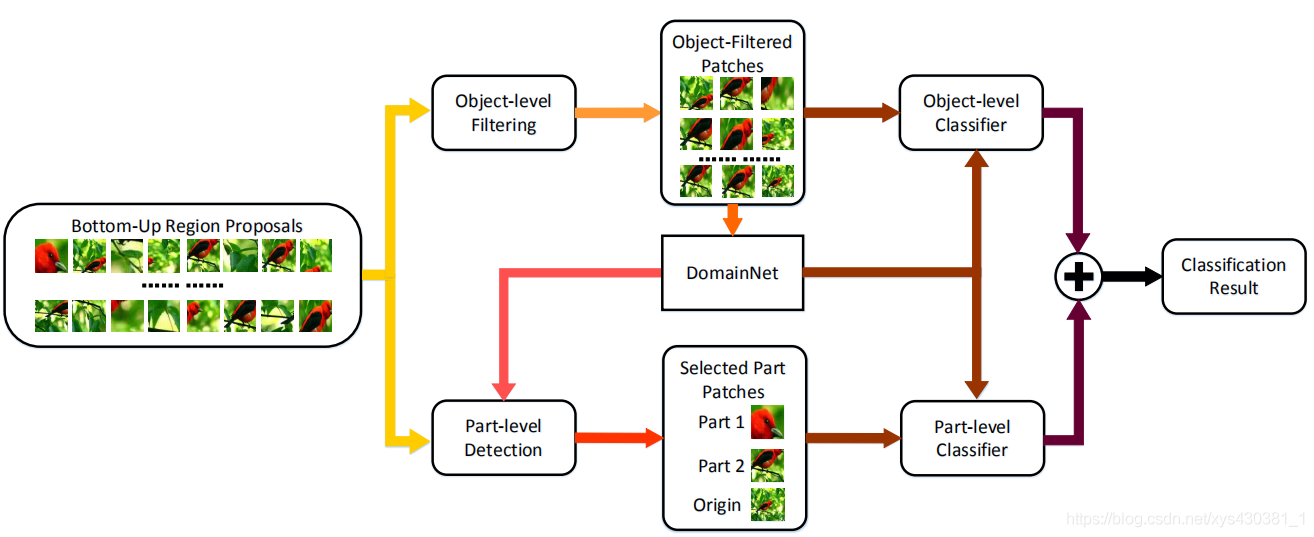 Bottom-Up Region Proposals
Object-level
Filtering
Object-Filtered
Patches
Object-level
Classifier
DomainNet
Classification
Result
Part-level
Detection
Selected Part
Patches
Part 1
Part 2
Origin
Part-level
Classifier
https://blog.csdn.net/xys430381_1